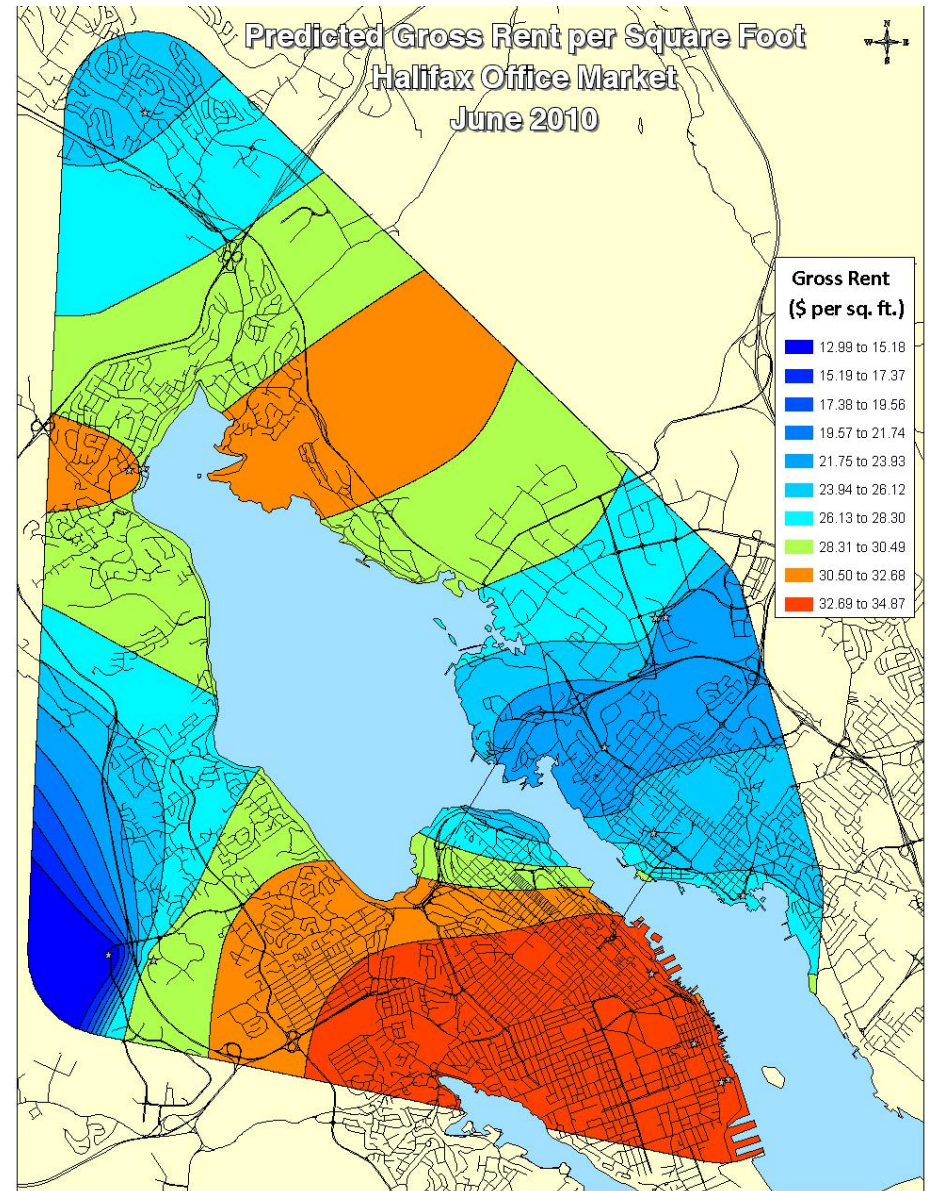 Predicted Gross Rent per Square Foot
Halifax Office Market
June 2010
N
W E
S
Gross Rent
($ per sq. ft.)
12.99 to 15.18
15.19 to 17.37
17.38 to 19.56
19.57 to 21.74
21.75 to 23.93
23.94 to 26.12
26.13 to 28.30
28.31 to 30.49
30.50 to 32.68
32.69 to 34.87